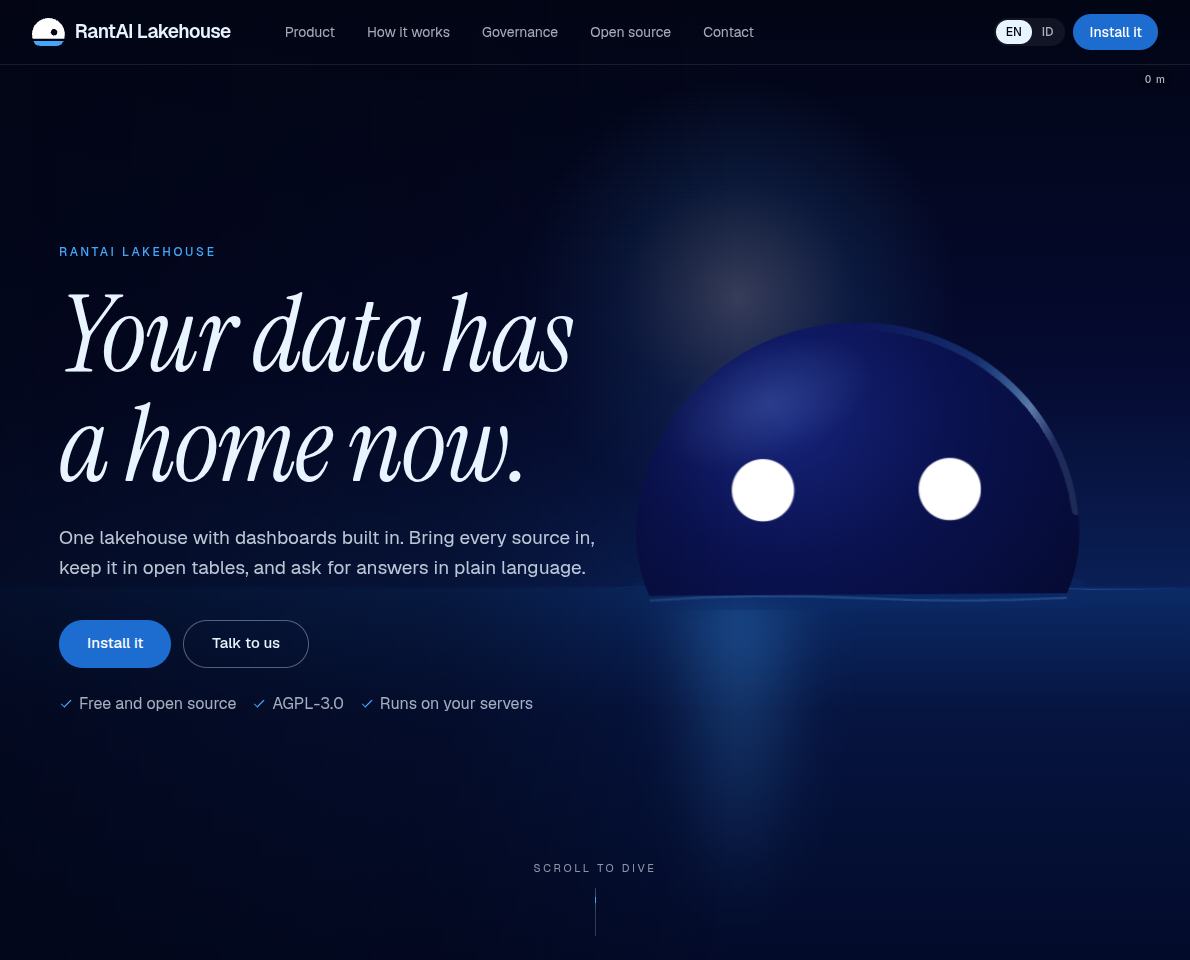 RantAI Lakehouse
Product How it works Governance Open source Contact
EN ID Install it
0 m
RANTAI LAKEHOUSE
Your data has
a home now.
One lakehouse with dashboards built in. Bring every source in,
keep it in open tables, and ask for answers in plain language.
Install it Talk to us
Free and open source AGPL-3.0 Runs on your servers
SCROLL TO DIVE